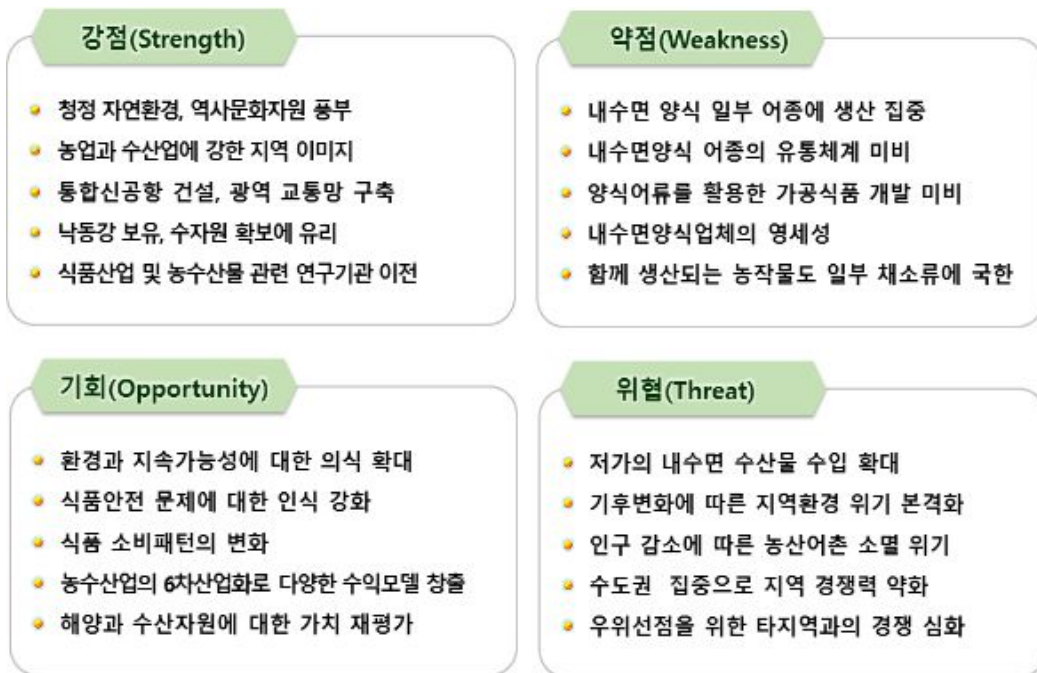 강점(Strength)
청정 자연환경, 역사문화자원 풍부
농업과 수산업에 강한 지역 이미지
통합신공항 건설, 광역 교통망 구축
낙동강 보유, 수자원 확보에 유리
식품산업 및 농수산물 관련 연구기관 이전
약점(Weakness)
내수면 양식 일부 어종에 생산 집중
내수면양식 어종의 유통체계 미비
양식어류를 활용한 가공식품 개발 미비
내수면양식업체의 영세성
함께 생산되는 농작물도 일부 채소류에 국한
기회(Opportunity)
환경과 지속가능성에 대한 의식 확대
식품안전 문제에 대한 인식 강화
식품 소비패턴의 변화
농수산업의 6차산업화로 다양한 수익모델 창출
해양과 수산자원에 대한 가치 재평가
위협(Threat)
저가의 내수면 수산물 수입 확대
기후변화에 따른 지역환경 위기 본격화
인구 감소에 따른 농산어촌 소멸 위기
수도권 집중으로 지역 경쟁력 약화
우위선점을 위한 타지역과의 경쟁 심화